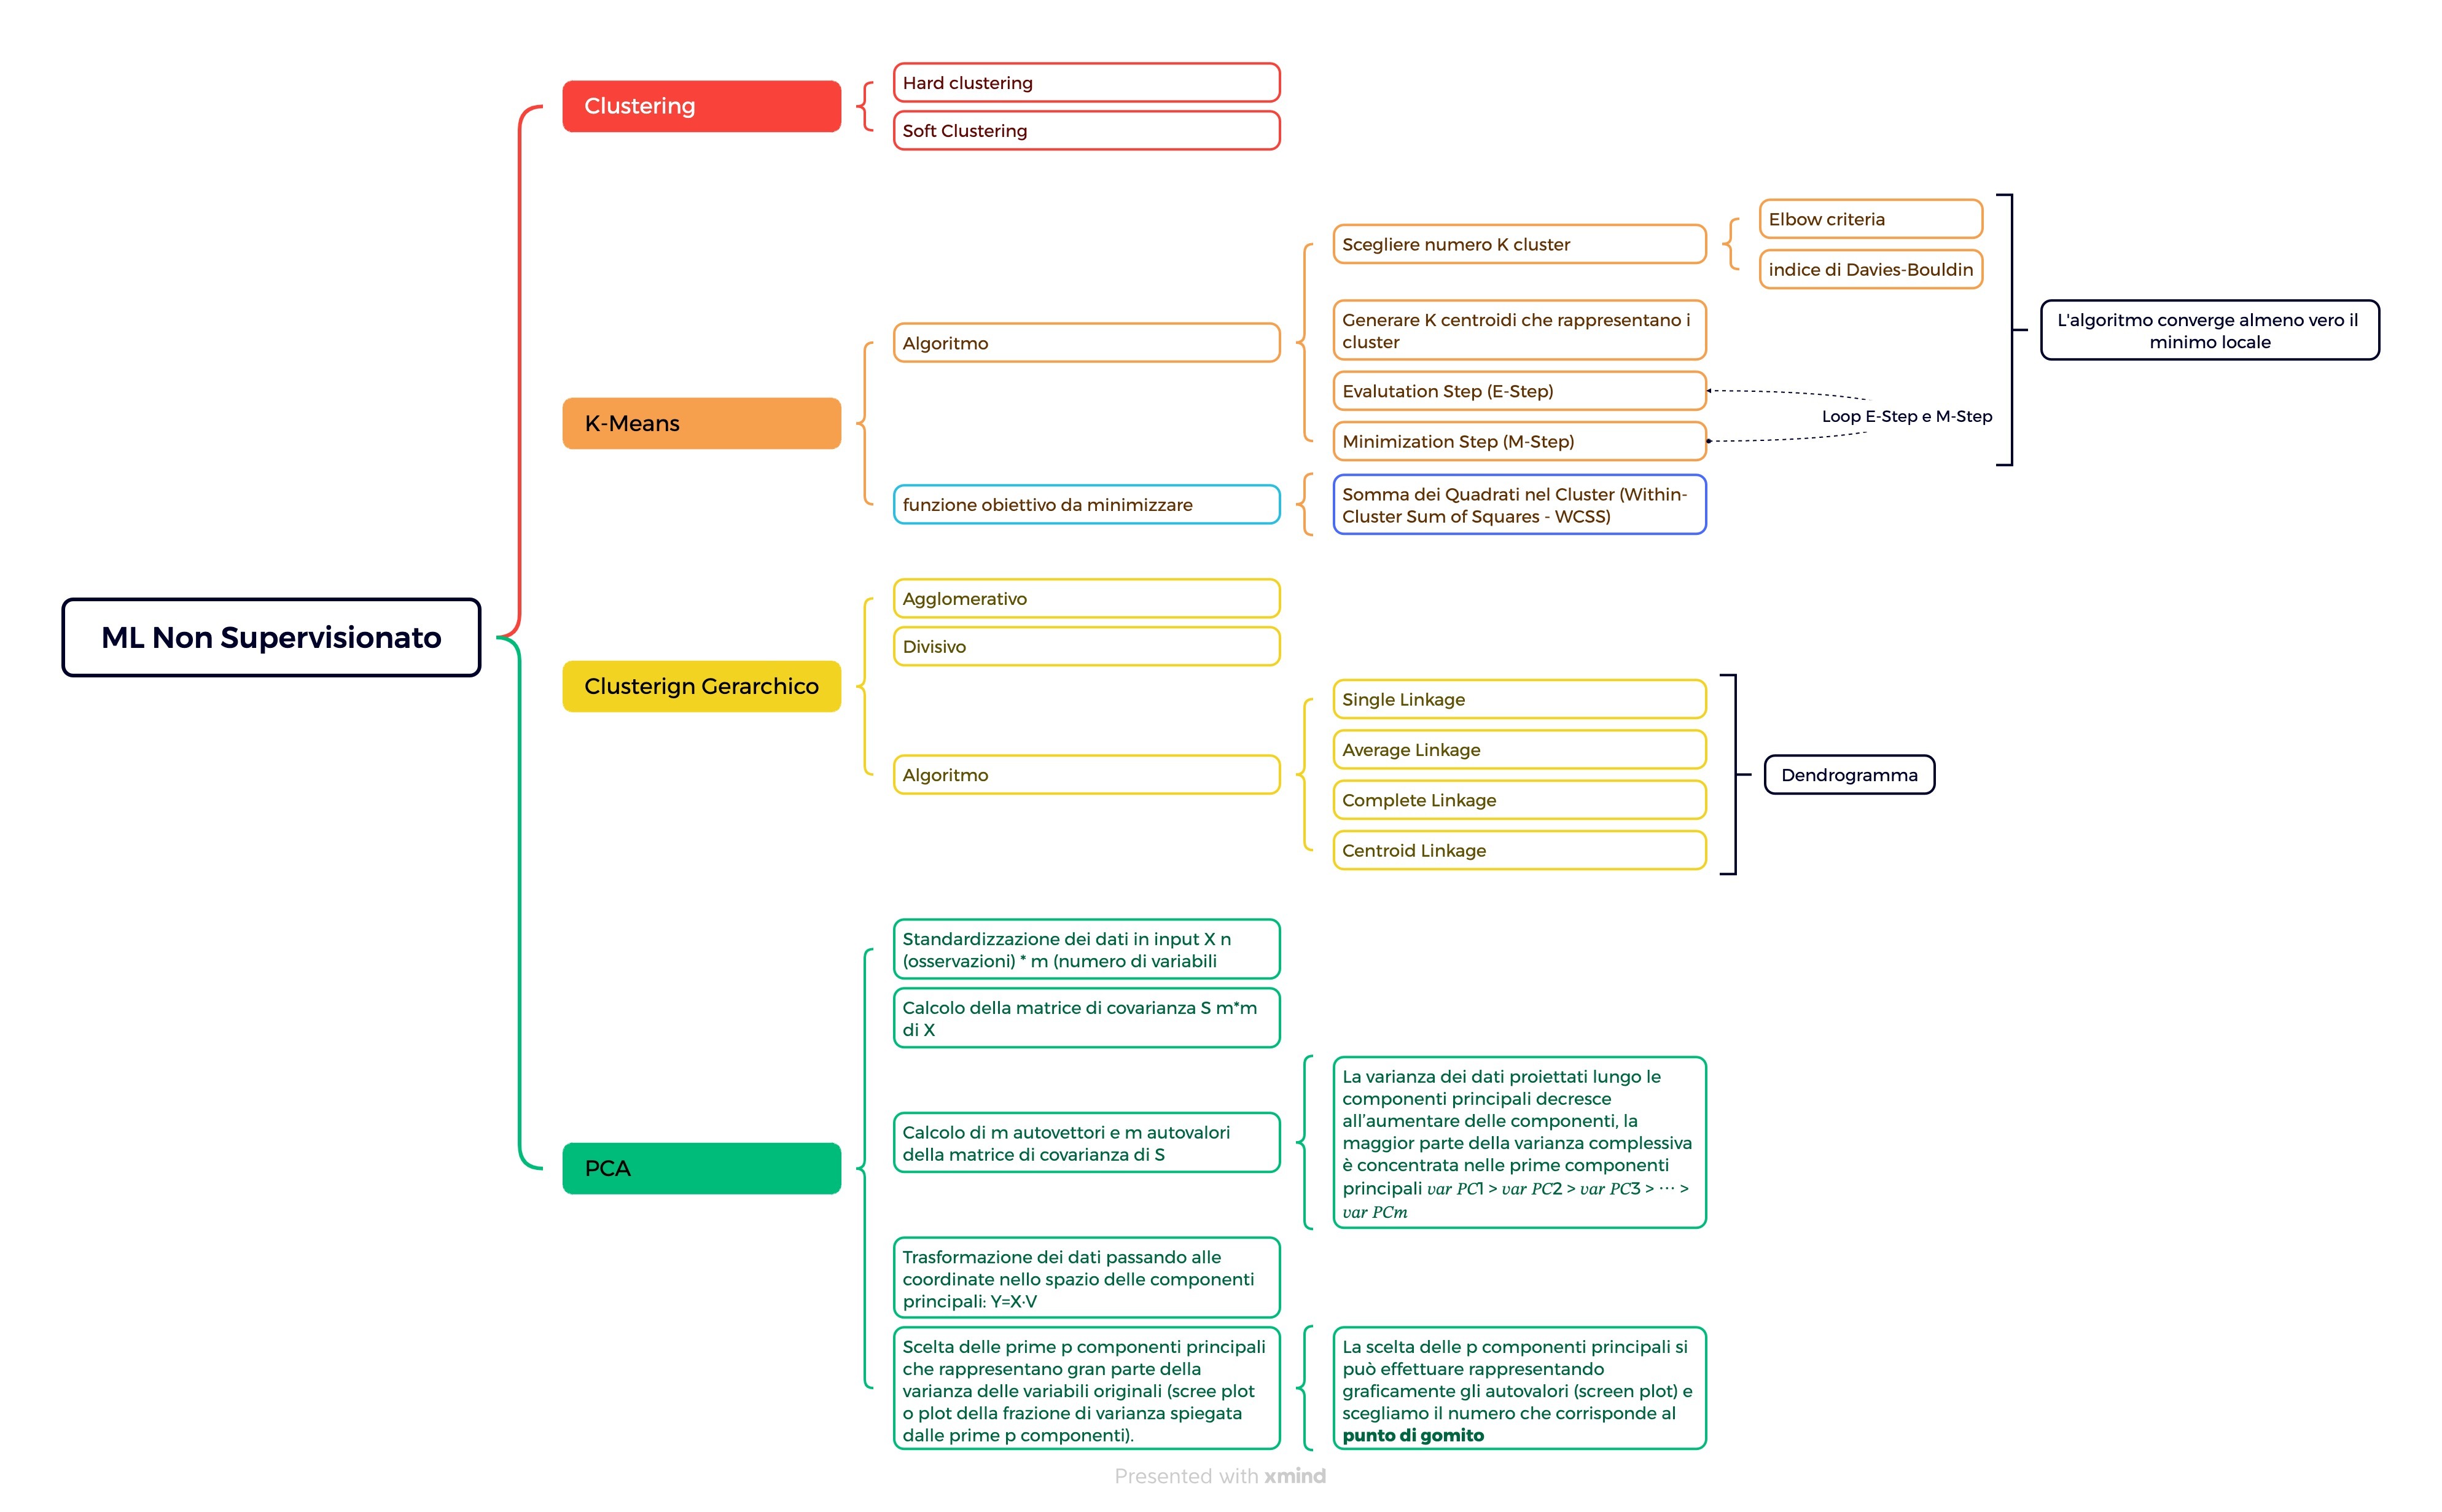 ML Non Supervisionato
Clustering
Hard clustering
Soft Clustering
K-Means
Algoritmo
Scegliere numero K cluster
Elbow criteria
indice di Davies-Bouldin
Generare K centroidi che rappresentano i
cluster
Evalutation Step (E-Step)
Minimization Step (M-Step)
Loop E-Step e M-Step
L'algoritmo converge almeno vero il
minimo locale
funzione obiettivo da minimizzare
Somma dei Quadrati nel Cluster (Within-
Cluster Sum of Squares - WCSS)
Clusterign Gerarchico
Agglomerativo
Divisivo
Algoritmo
Single Linkage
Average Linkage
Complete Linkage
Centroid Linkage
Dendrogramma
PCA
Standardizzazione dei dati in input X n
(osservazioni) * m (numero di variabili
Calcolo della matrice di covarianza S m*m
di X
Calcolo di m autovettori e m autovalori
della matrice di covarianza di S
La varianza dei dati proiettati lungo le
componenti principali decresce
all’aumentare delle componenti, la
maggior parte della varianza complessiva
è concentrata nelle prime componenti
principali 𝑣𝑎𝑟 𝑃𝐶1 > 𝑣𝑎𝑟 𝑃𝐶2 > 𝑣𝑎𝑟 𝑃𝐶3 > ⋯ >
𝑣𝑎𝑟 𝑃𝐶𝑚
Trasformazione dei dati passando alle
coordinate nello spazio delle componenti
principali: Y=X·V
Scelta delle prime p componenti principali
che rappresentano gran parte della
varianza delle variabili originali (scree plot
o plot della frazione di varianza spiegata
dalle prime p componenti).
La scelta delle p componenti principali si
può effettuare rappresentando
graficamente gli autovalori (screen plot) e
scegliamo il numero che corrisponde al
punto di gomito
Presented with xmind